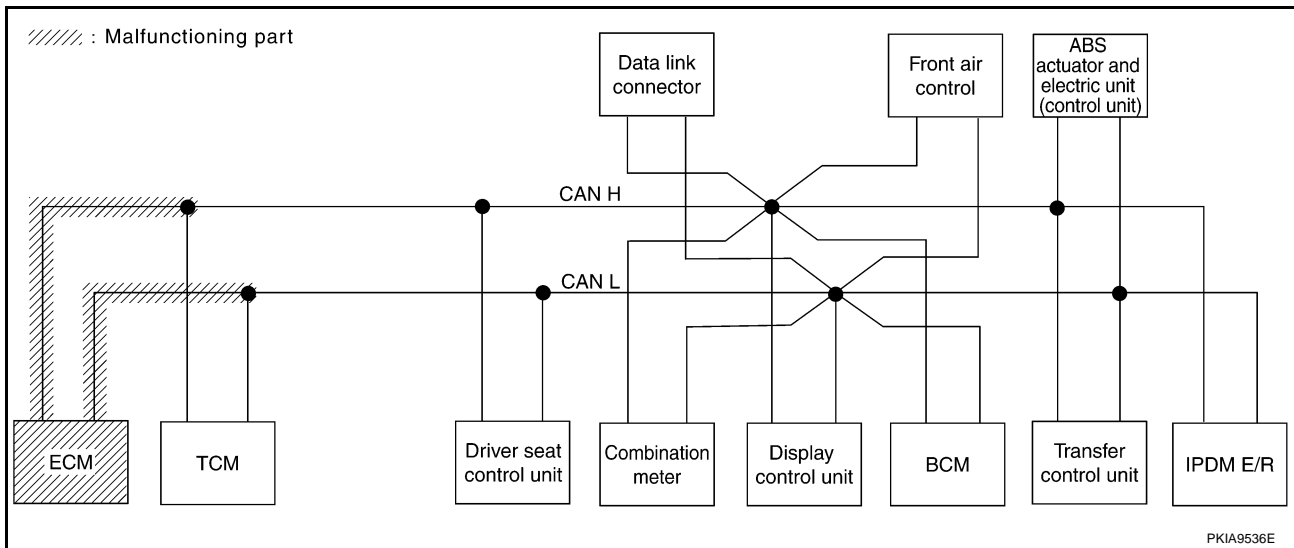 : Malfunctioning part
Data link
connector
Front air
control
ABS
actuator and
electric unit
(control unit)
CAN H
CAN L
ECM
TCM
Driver seat
control unit
Combination
meter
Display
control unit
BCM
Transfer
control unit
IPDM E/R
PKIA9536E